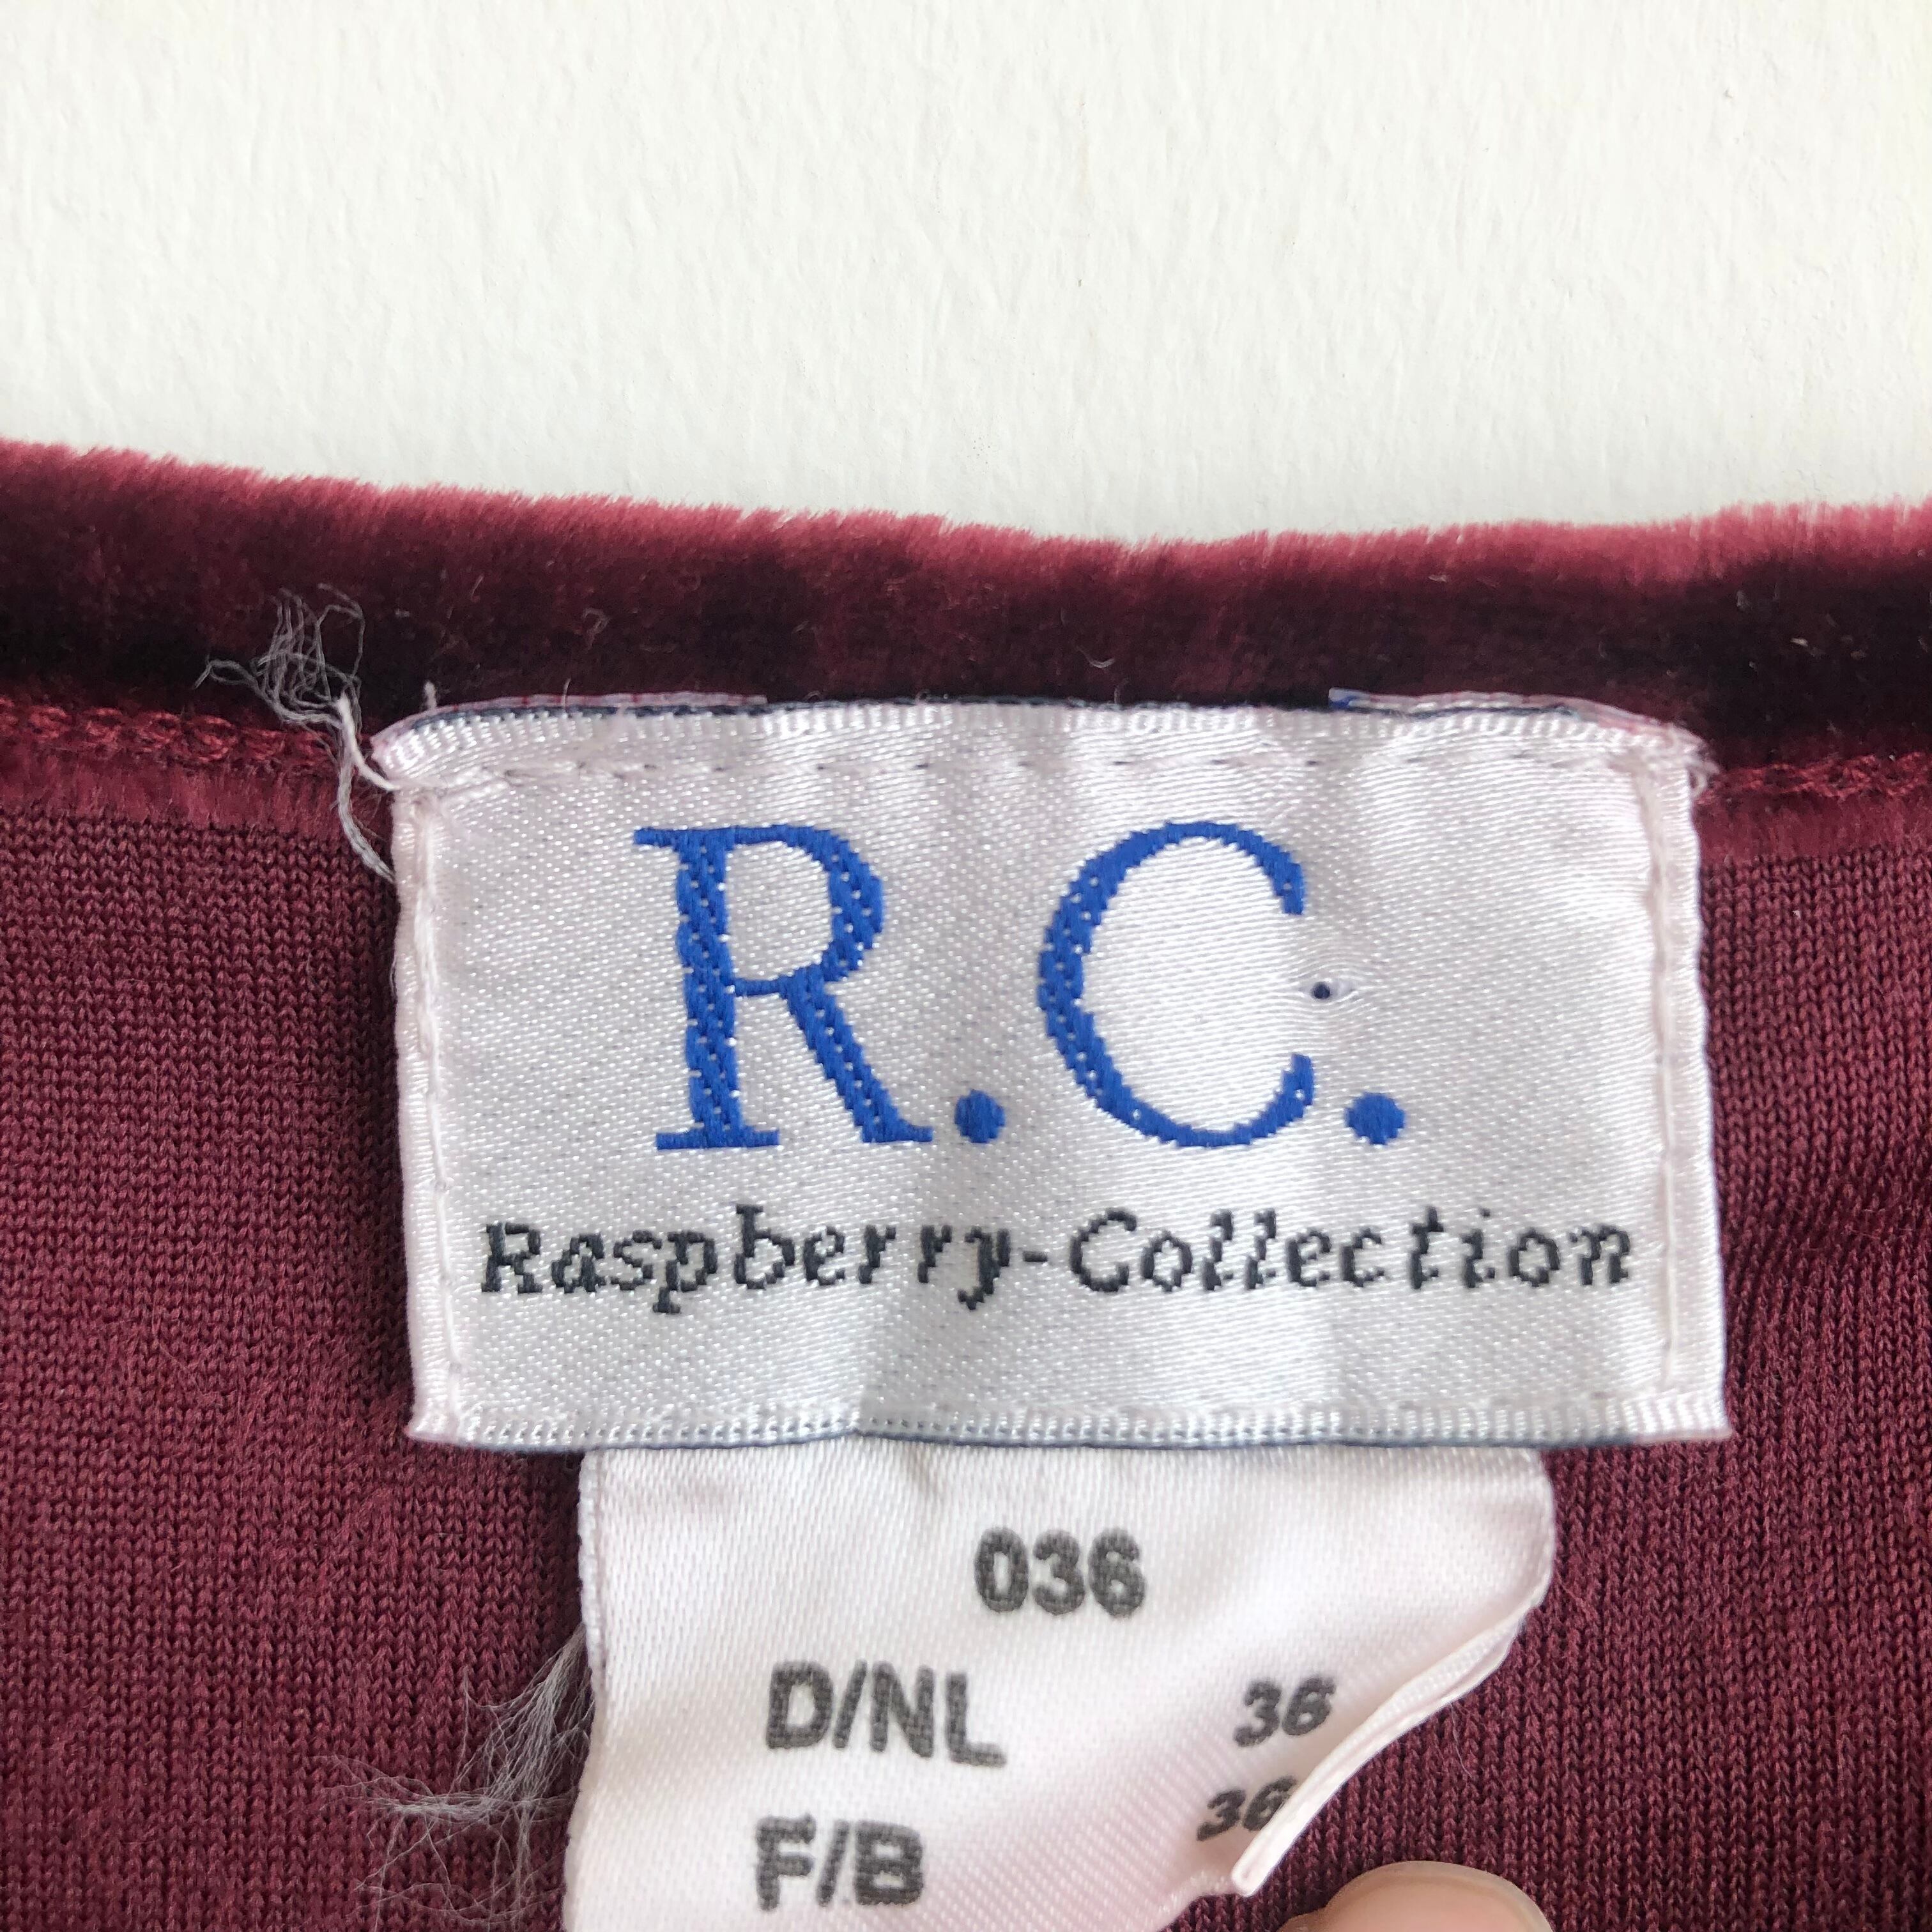 R.C.
Raspberry-Collection
036
D/NL 36
F/B 36